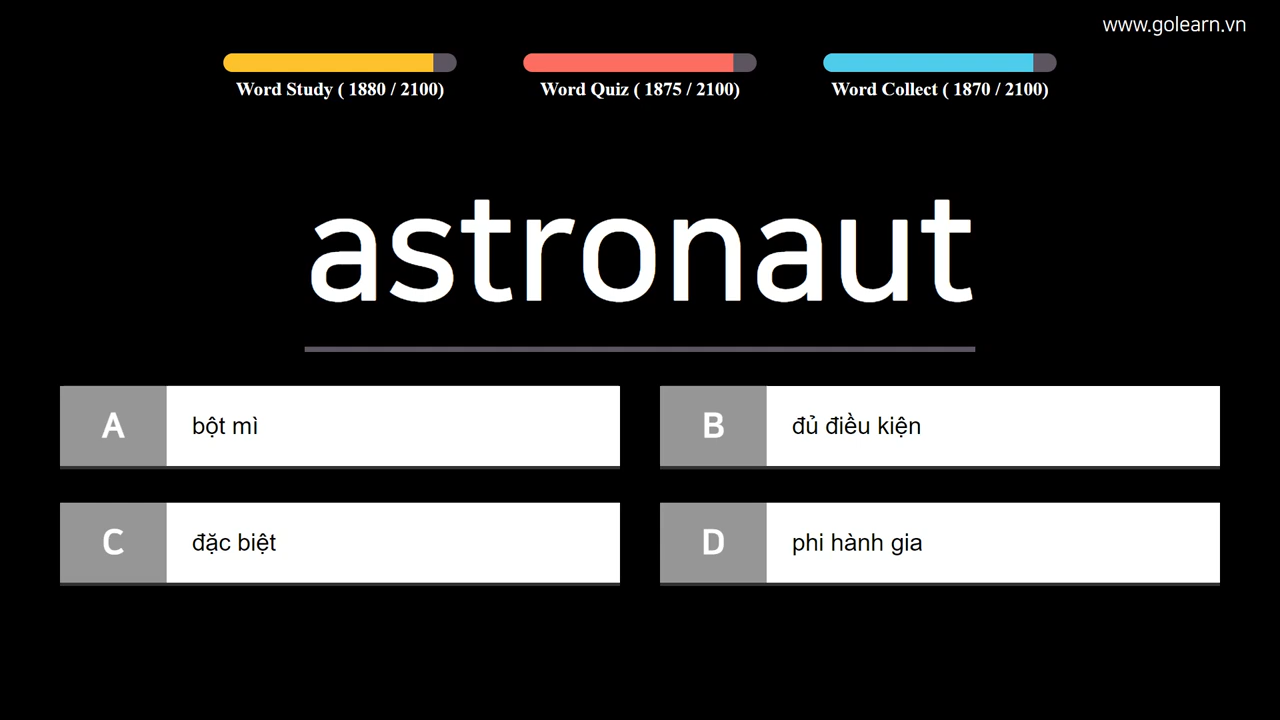 www.golearn.vn
Word Study ( 1880 / 2100)
Word Quiz ( 1875 / 2100)
Word Collect ( 1870 / 2100)
astronaut
A bột mì
B đủ điều kiện
C đặc biệt
D phi hành gia